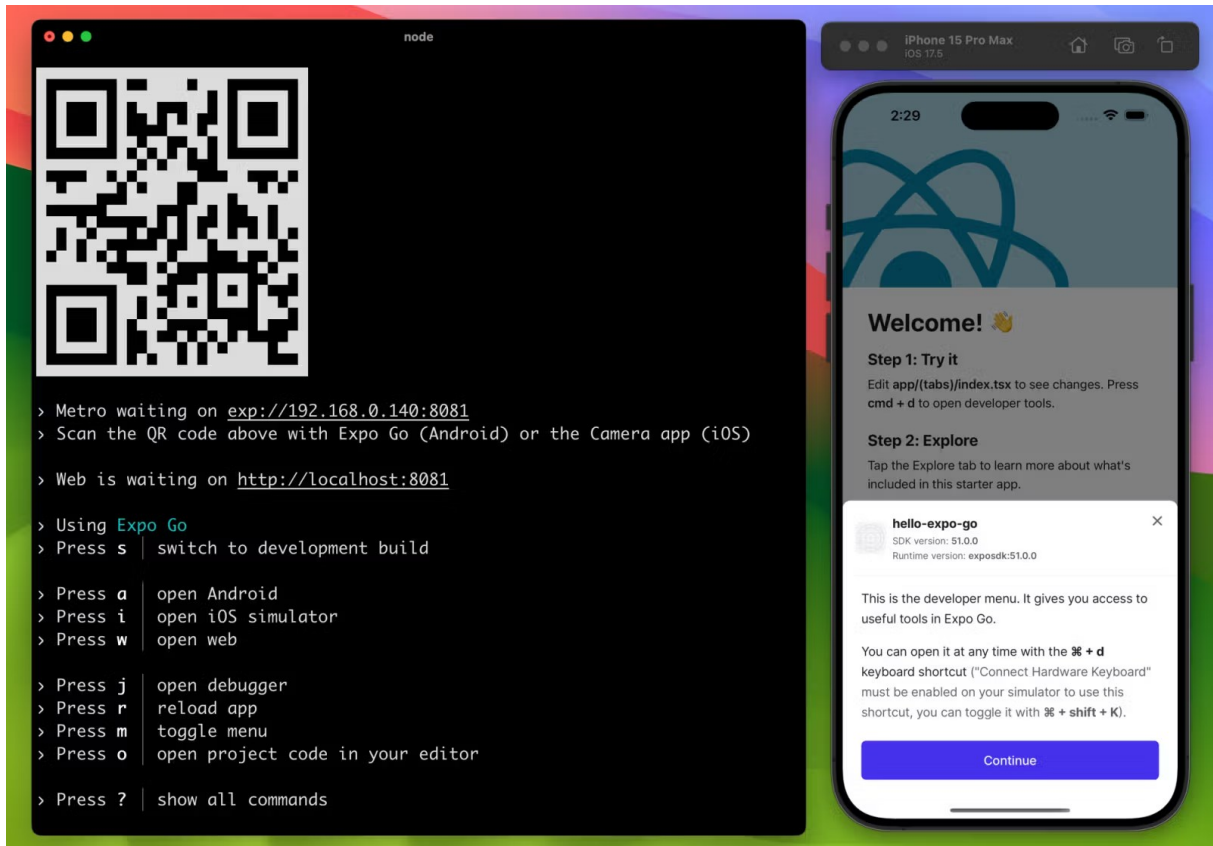 node
› Metro waiting on exp://192.168.0.140:8081
› Scan the QR code above with Expo Go (Android) or the Camera app (iOS)
› Web is waiting on http://localhost:8081
› Using Expo Go
› Press s │ switch to development build
› Press a │ open Android
› Press i │ open iOS simulator
› Press w │ open web
› Press j │ open debugger
› Press r │ reload app
› Press m │ toggle menu
› Press o │ open project code in your editor
› Press ? │ show all commands
iPhone 15 Pro Max
iOS 17.5
2:29
Welcome! 👋
Step 1: Try it
Edit app/(tabs)/index.tsx to see changes. Press
cmd + d to open developer tools.
Step 2: Explore
Tap the Explore tab to learn more about what's
included in this starter app.
hello-expo-go
SDK version: 51.0.0
Runtime version: exposdk:51.0.0
This is the developer menu. It gives you access to
useful tools in Expo Go.
You can open it at any time with the ⌘ + d
keyboard shortcut ("Connect Hardware Keyboard"
must be enabled on your simulator to use this
shortcut, you can toggle it with ⌘ + shift + K).
Continue